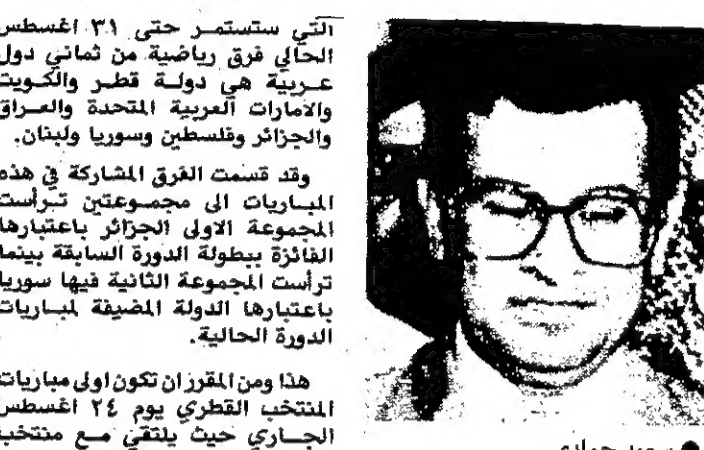 التي ستستمر حتى ٣١ اغسطس
الحالي فرق رياضية من ثماني دول
عربية هي دولة قطر والكويت
والامارات العربية المتحدة والعراق
والجزائر وفلسطين وسوريا ولبنان.
وقد قسمت الفرق المشاركة في هذه
المباريات الى مجموعتين ترأست
المجموعة الاولى الجزائر باعتبارها
الفائزة ببطولة الدورة السابقة بينما
ترأست المجموعة الثانية فيها سوريا
باعتبارها الدولة المضيفة لمباريات
الدورة الحالية.
هذا ومن المقرر ان تكون اولى مباريات
المنتخب القطري يوم ٢٤ اغسطس
الجاري حيث يلتقي مع منتخب